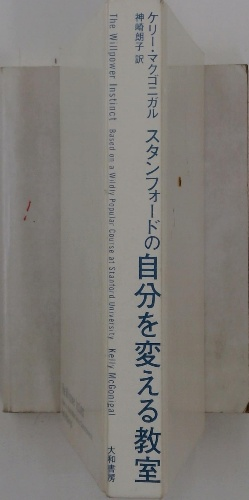 ケリー・マクゴニガル
神崎朗子 訳
スタンフォードの
自分を変える教室
The Willpower Instinct Based on a Wildly Popular Course at Stanford University Kelly McGonigal
大和書房